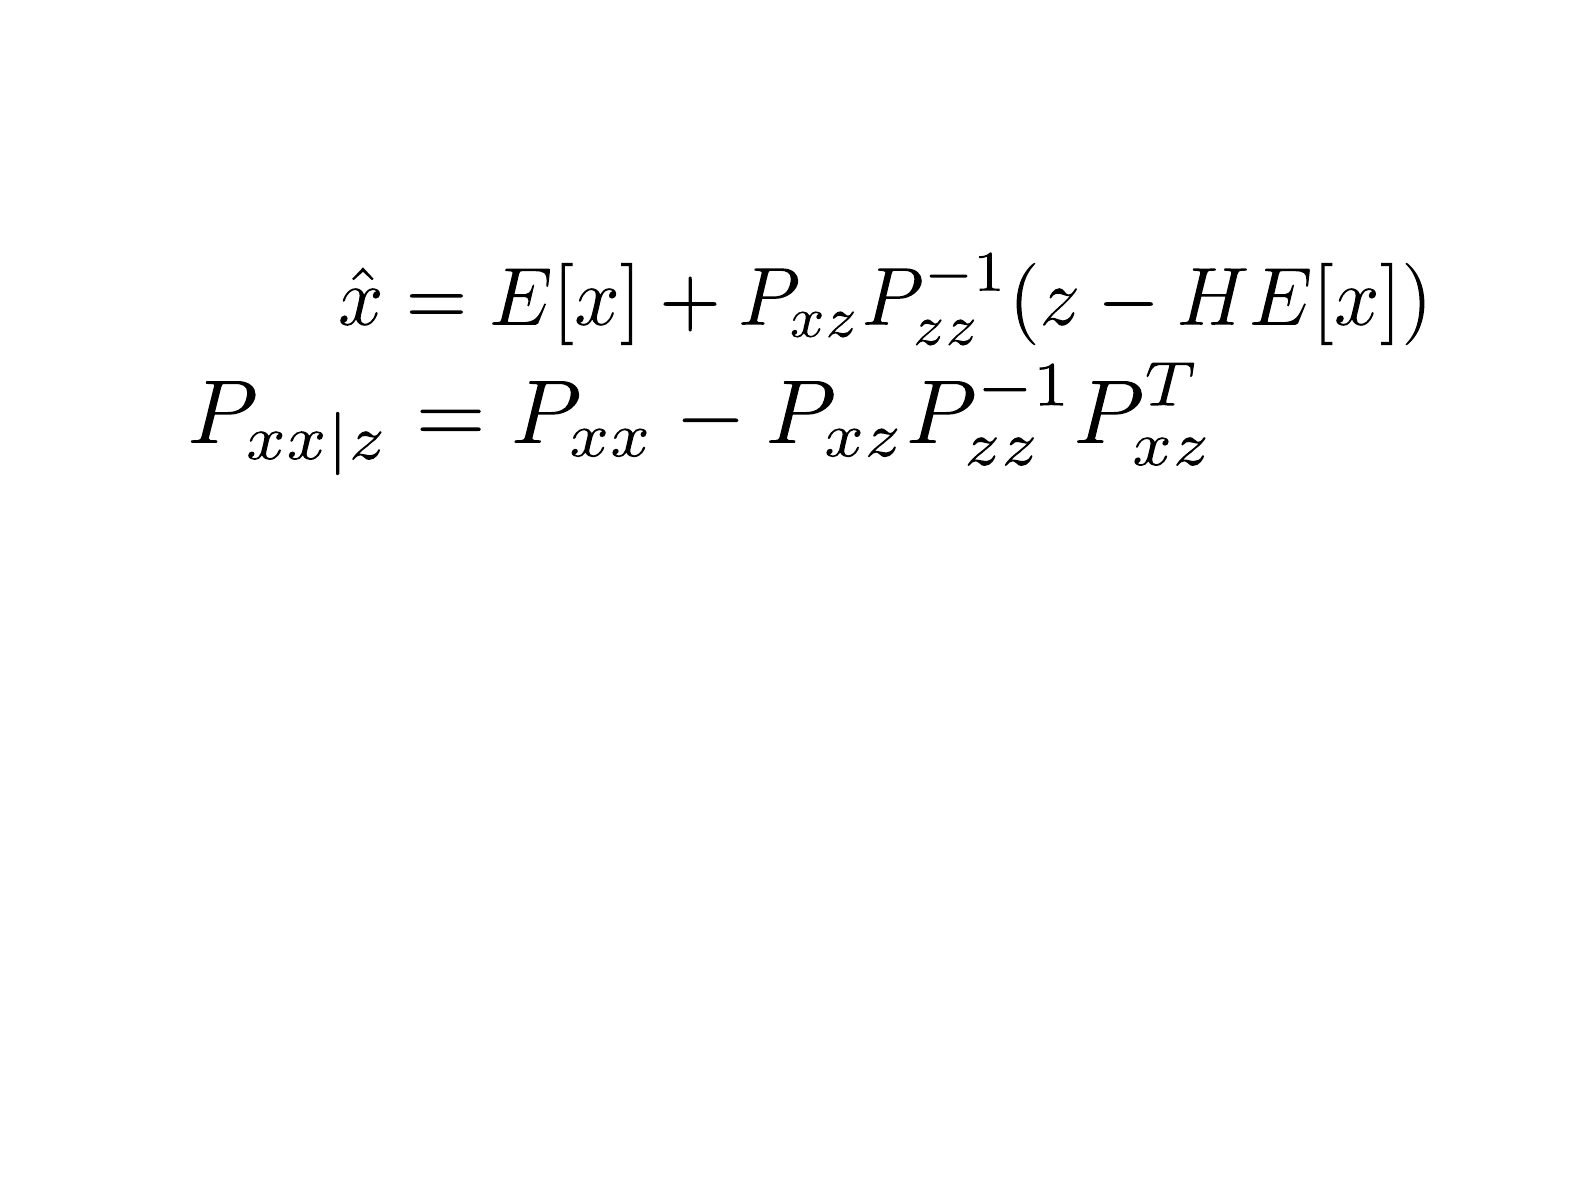 x̂ = E[x] + P_{xz}P_{zz}^{-1}(z − HE[x])
P_{xx|z} = P_{xx} − P_{xz}P_{zz}^{-1}P_{xz}^{T}